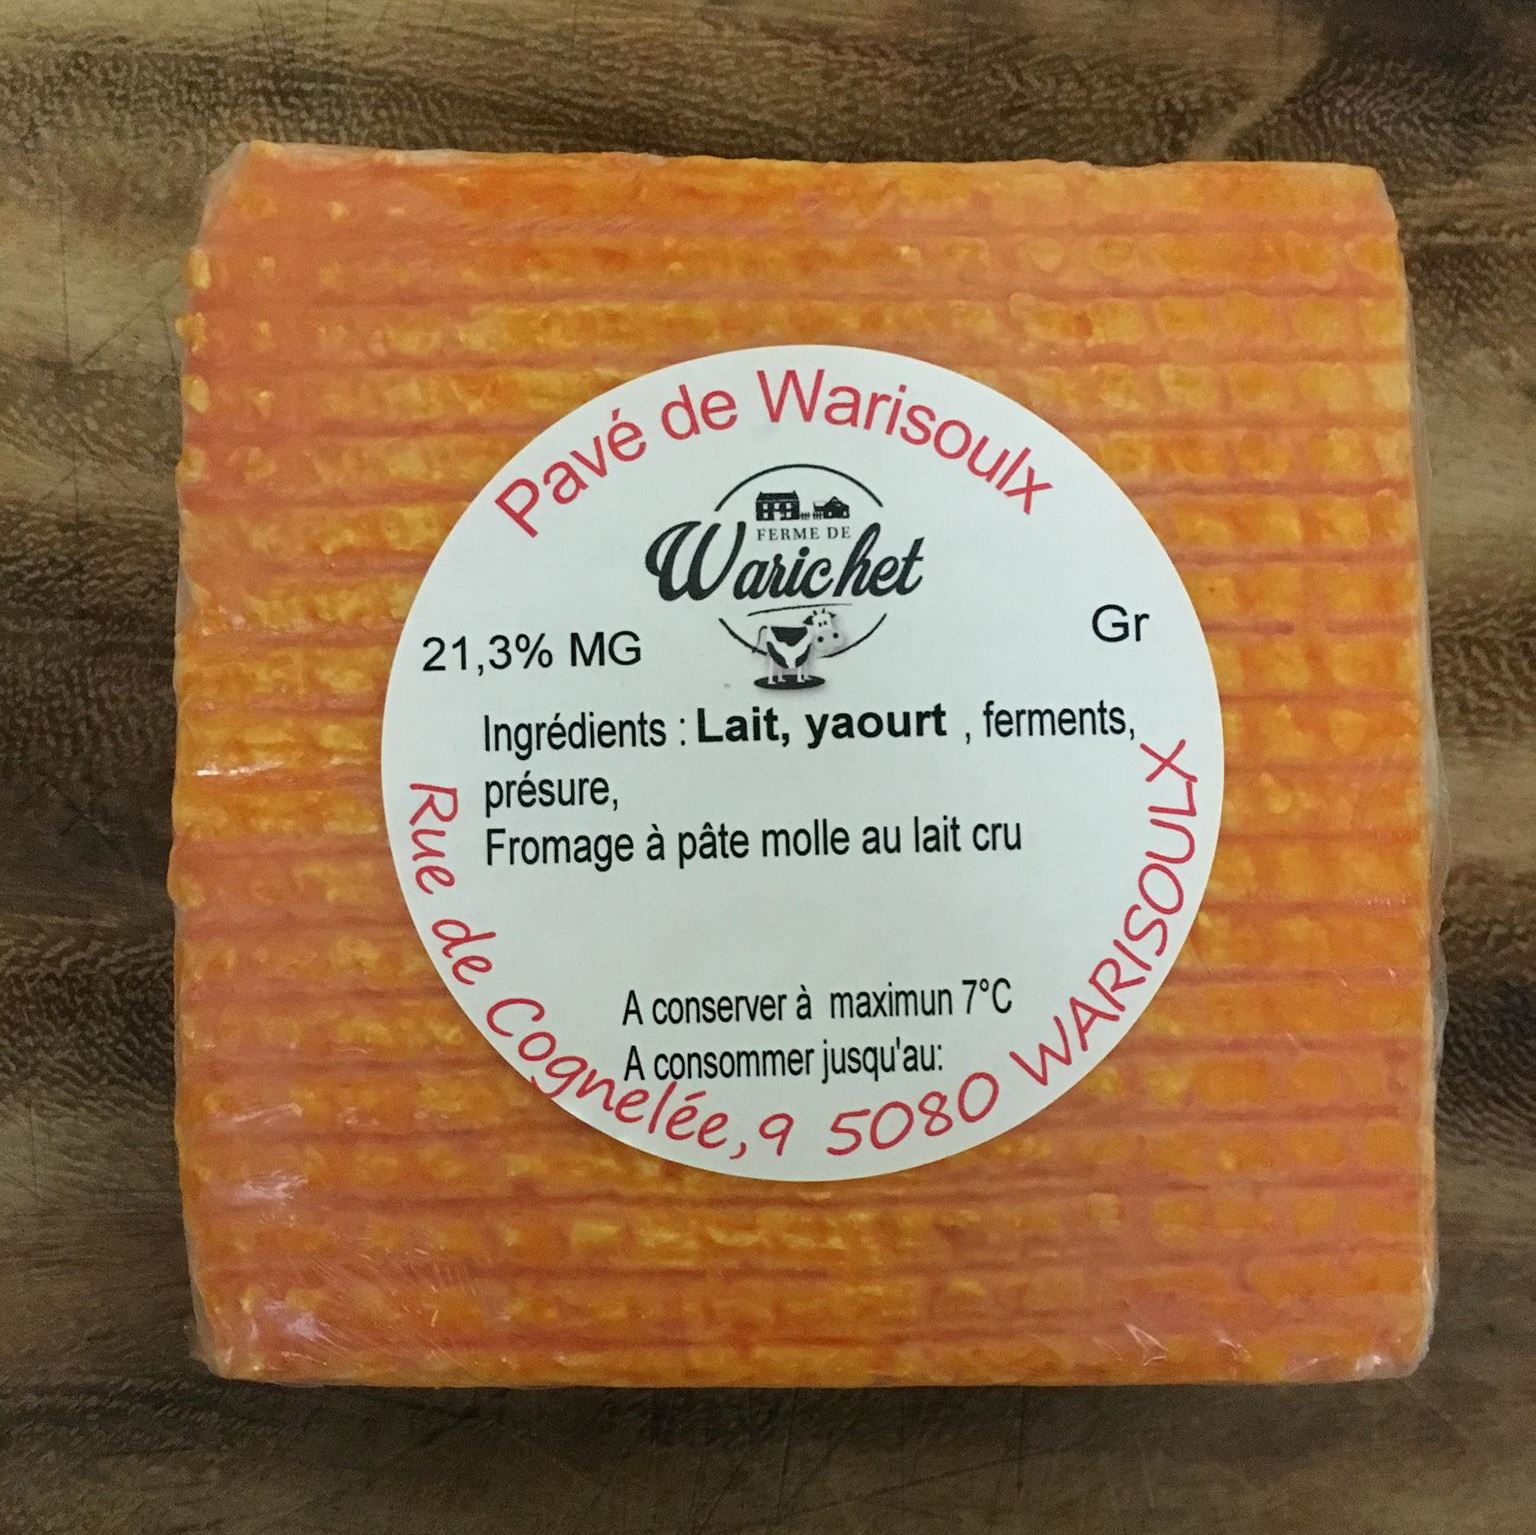 Pavé de Warisoulx
FERME DE
Warichet
21,3% MG
Gr
Ingrédients : Lait, yaourt , ferments,
présure,
Fromage à pâte molle au lait cru
A conserver à maximun 7°C
A consommer jusqu'au:
Rue de Cognelée,9 5080 WARISOULX